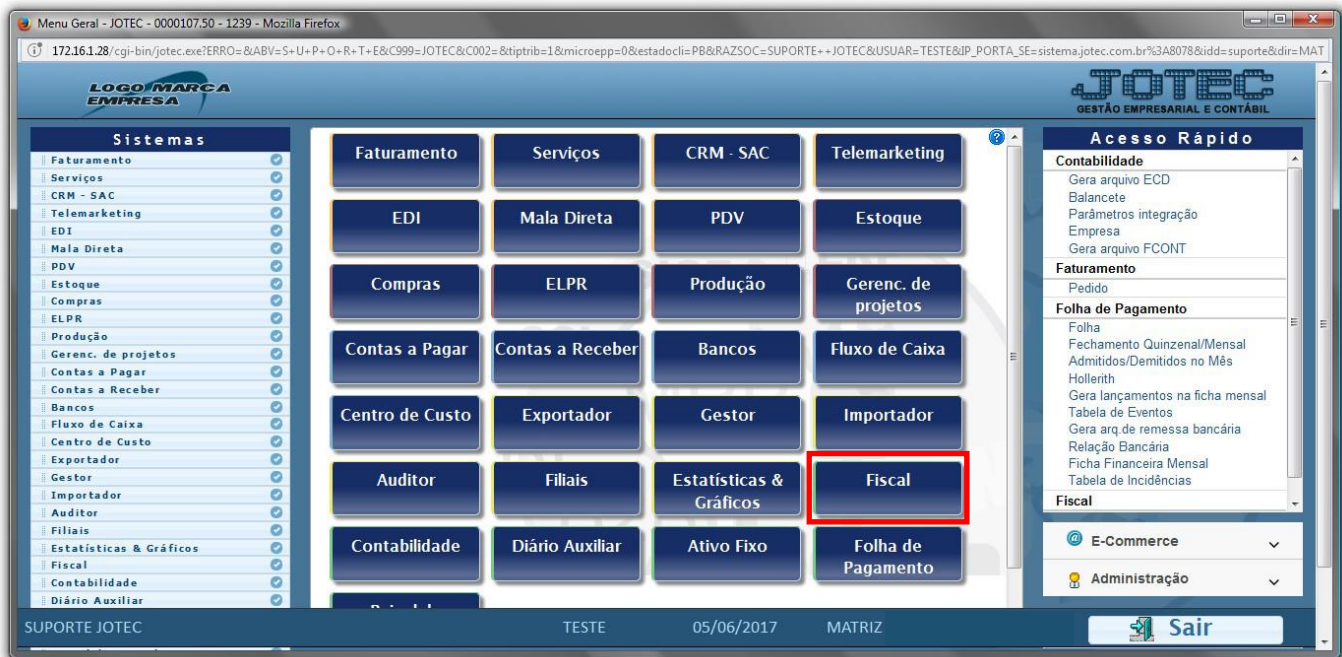 Menu Geral - JOTEC - 0000107.50 - 1239 - Mozilla Firefox
172.16.1.28/cgi-bin/jotec.exe?ERRO=&ABV=S+U+P+O+R+T+E&C999=JOTEC&C002=&tiptrib=1&microepp=0&estadocli=PB&RAZSOC=SUPORTE++JOTEC&USUAR=TESTE&IP_PORTA_SE=sistema.jotec.com.br%3A8078&idd=suporte&dir=MAT
LOGO MARCA
EMPRESA
JOTEC
GESTÃO EMPRESARIAL E CONTÁBIL
Sistemas
Faturamento
Serviços
CRM - SAC
Telemarketing
EDI
Mala Direta
PDV
Estoque
Compras
ELPR
Produção
Gerenc. de projetos
Contas a Pagar
Contas a Receber
Bancos
Fluxo de Caixa
Centro de Custo
Exportador
Gestor
Importador
Auditor
Filiais
Estatísticas & Gráficos
Fiscal
Contabilidade
Diário Auxiliar
Faturamento
Serviços
CRM - SAC
Telemarketing
EDI
Mala Direta
PDV
Estoque
Compras
ELPR
Produção
Gerenc. de
projetos
Contas a Pagar
Contas a Receber
Bancos
Fluxo de Caixa
Centro de Custo
Exportador
Gestor
Importador
Auditor
Filiais
Estatísticas &
Gráficos
Fiscal
Contabilidade
Diário Auxiliar
Ativo Fixo
Folha de
Pagamento
Acesso Rápido
Contabilidade
Gera arquivo ECD
Balancete
Parâmetros integração
Empresa
Gera arquivo FCONT
Faturamento
Pedido
Folha de Pagamento
Folha
Fechamento Quinzenal/Mensal
Admitidos/Demitidos no Mês
Hollerith
Gera lançamentos na ficha mensal
Tabela de Eventos
Gera arq.de remessa bancária
Relação Bancária
Ficha Financeira Mensal
Tabela de Incidências
Fiscal
E-Commerce
Administração
SUPORTE JOTEC
TESTE
05/06/2017
MATRIZ
Sair